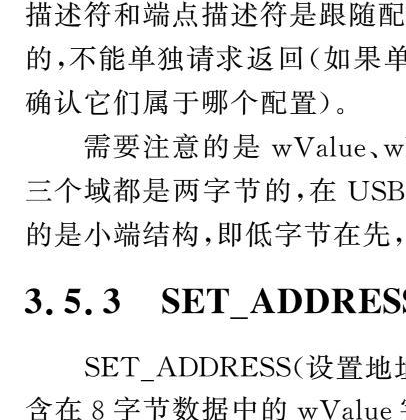 描述符和端点描述符是跟随配
的,不能单独请求返回(如果单
确认它们属于哪个配置)。
需要注意的是 wValue、w
三个域都是两字节的,在 USB
的是小端结构,即低字节在先,
3.5.3 SET_ADDRESS
SET_ADDRESS(设置地址
含在 8 字节数据中的 wValue